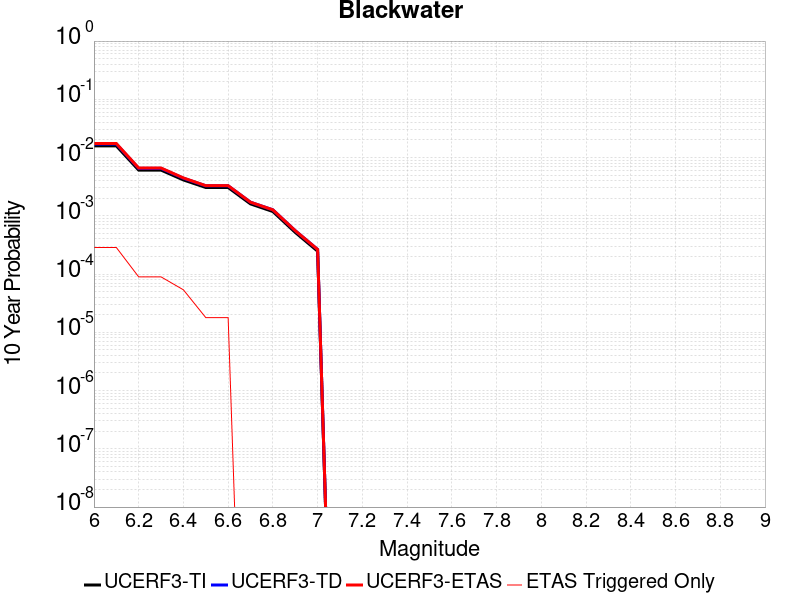 Blackwater
10^0
10^-1
10^-2
10^-3
10^-4
10^-5
10^-6
10^-7
10^-8
10 Year Probability
6 6.2 6.4 6.6 6.8 7 7.2 7.4 7.6 7.8 8 8.2 8.4 8.6 8.8 9
Magnitude
UCERF3-TI UCERF3-TD UCERF3-ETAS ETAS Triggered Only